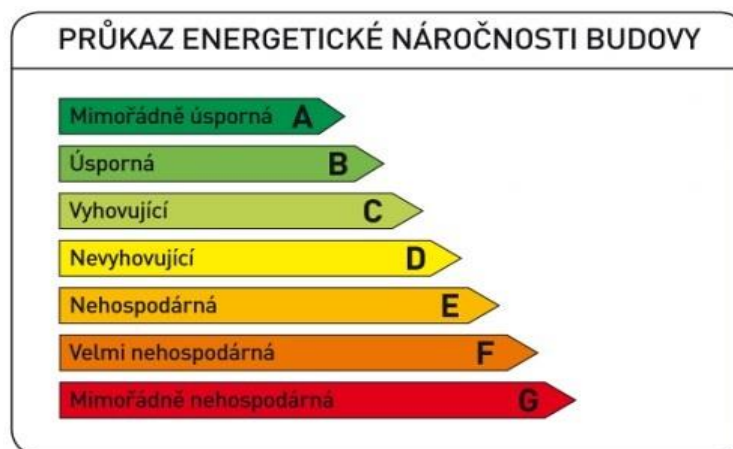 PRŮKAZ ENERGETICKÉ NÁROČNOSTI BUDOVY
Mimořádně úsporná A
Úsporná B
Vyhovující C
Nevyhovující D
Nehospodárná E
Velmi nehospodárná F
Mimořádně nehospodárná G